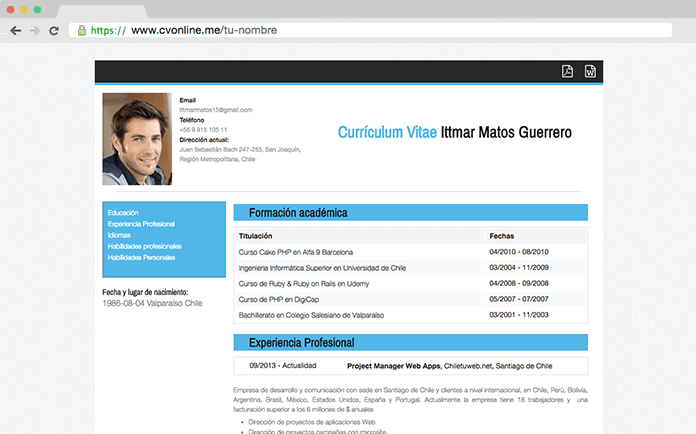 https:// www.cvonline.me/tu-nombre
Email
ittmarmatos15@gmail.com
Teléfono
+56 9 915 105 11
Dirección actual:
Juan Sebastián Bach 247-253, San Joaquín,
Región Metropolitana, Chile
Currículum Vitae Ittmar Matos Guerrero
Educación
Experiencia Profesional
Idiomas
Habilidades profesionales
Habilidades Personales
Fecha y lugar de nacimiento:
1986-08-04 Valparaíso Chile
Formación académica
Titulación Fechas
Curso Cake PHP en Alfa 9 Barcelona 04/2010 - 08/2010
Ingenieria Informática Superior en Universidad de Chile 03/2004 - 11/2009
Curso de Ruby & Ruby on Rails en Udemy 04/2008 - 09/2008
Curso de PHP en DigiCap 05/2007 - 07/2007
Bachillerato en Colegio Salesiano de Valparaíso 03/2001 - 11/2003
Experiencia Profesional
09/2013 - Actualidad Project Manager Web Apps, Chiletuweb.net, Santiago de Chile
Empresa de desarrollo y comunicación con sede en Santiago de Chile y clientes a nivel internacional, en Chile, Perú, Bolivia,
Argentina, Brasil, México, Estados Unidos, España y Portugal. Actualmente la empresa tiene 18 trabajadores y una
facturación superior a los 6 millones de $ anuales
• Dirección de proyectos de aplicaciones Web
• Dirección de proyectos campañas con microsite.